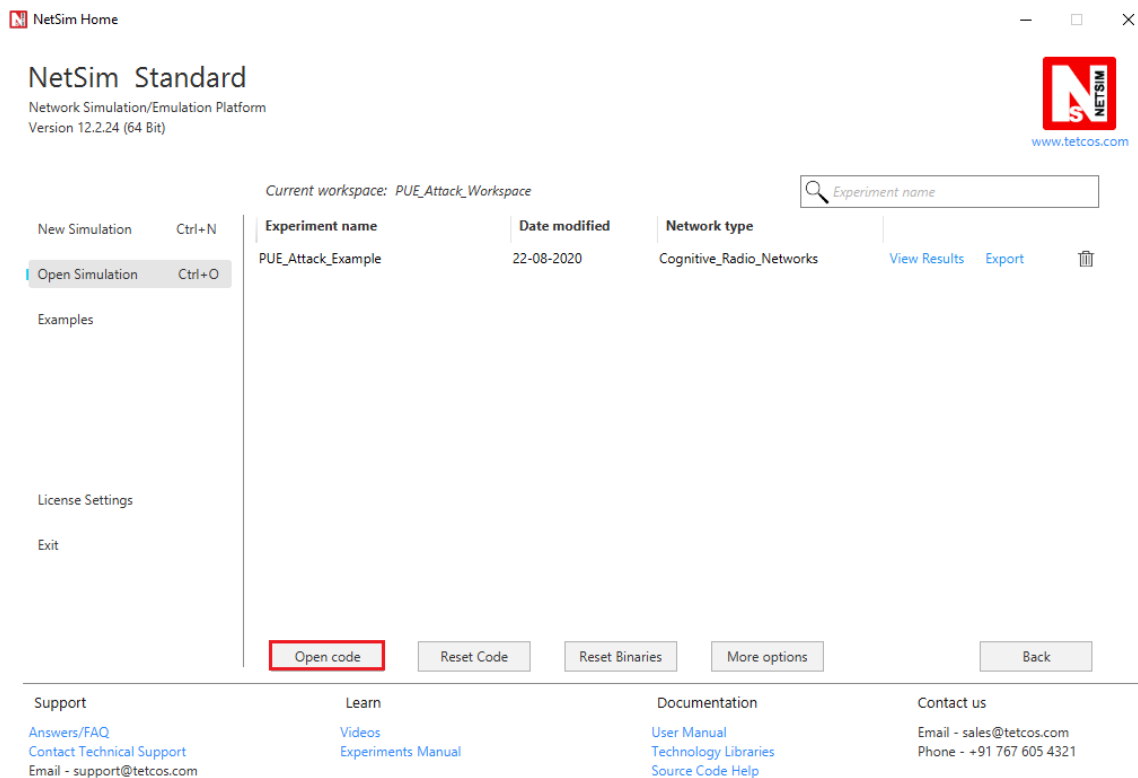 NetSim Home
NetSim Standard
Network Simulation/Emulation Platform
Version 12.2.24 (64 Bit)
NETSIM
NS
www.tetcos.com
Current workspace: PUE_Attack_Workspace
Experiment name
New Simulation Ctrl+N
Open Simulation Ctrl+O
Examples
License Settings
Exit
Experiment name Date modified Network type
PUE_Attack_Example 22-08-2020 Cognitive_Radio_Networks View Results Export
Open code Reset Code Reset Binaries More options Back
Support Learn Documentation Contact us
Answers/FAQ Videos User Manual Email - sales@tetcos.com
Contact Technical Support Experiments Manual Technology Libraries Phone - +91 767 605 4321
Email - support@tetcos.com Source Code Help